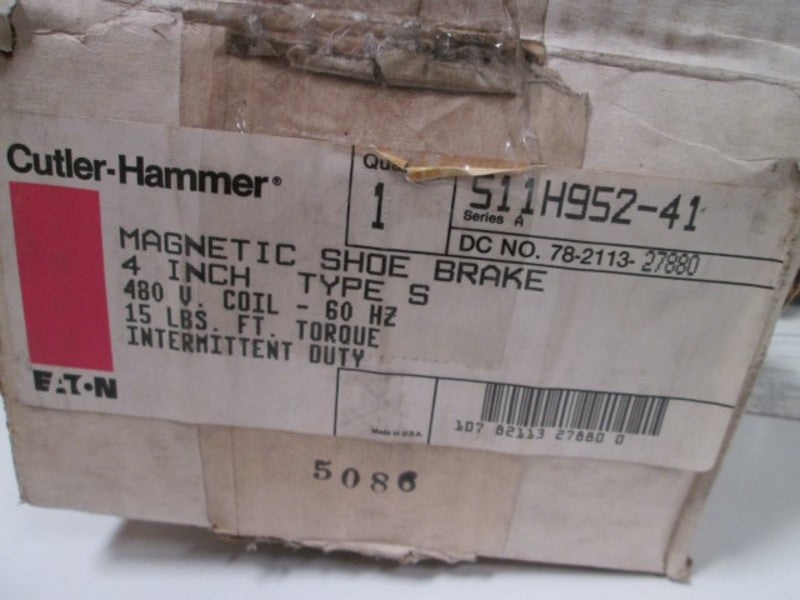 Cutler-Hammer®
1
511H952-41
Series A
DC NO. 78-2113-27880
MAGNETIC SHOE BRAKE
4 INCH TYPE S
480 V. COIL - 60 HZ
15 LBS. FT. TORQUE
INTERMITTENT DUTY
EATON
Made in U.S.A.
107 82113 27880 0
5086